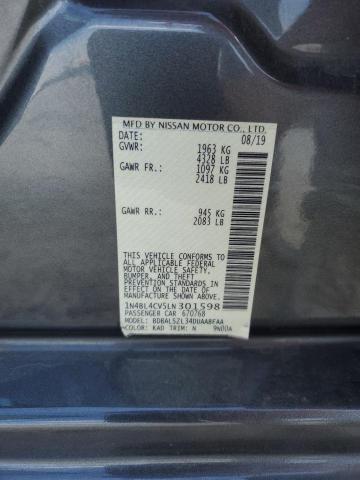 MFD BY NISSAN MOTOR CO., LTD.
DATE: 08/19
GVWR: 1963 KG
4328 LB
GAWR FR: 1097 KG
2418 LB
GAWR RR: 945 KG
2083 LB
THIS VEHICLE CONFORMS TO
ALL APPLICABLE FEDERAL
MOTOR VEHICLE SAFETY,
BUMPER, AND THEFT
PREVENTION STANDARDS IN
EFFECT ON THE DATE OF
MANUFACTURE SHOWN ABOVE.
1N4BL4CV5LN301598
PASSENGER CAR 670768
COLOR: KAD TRIM: N